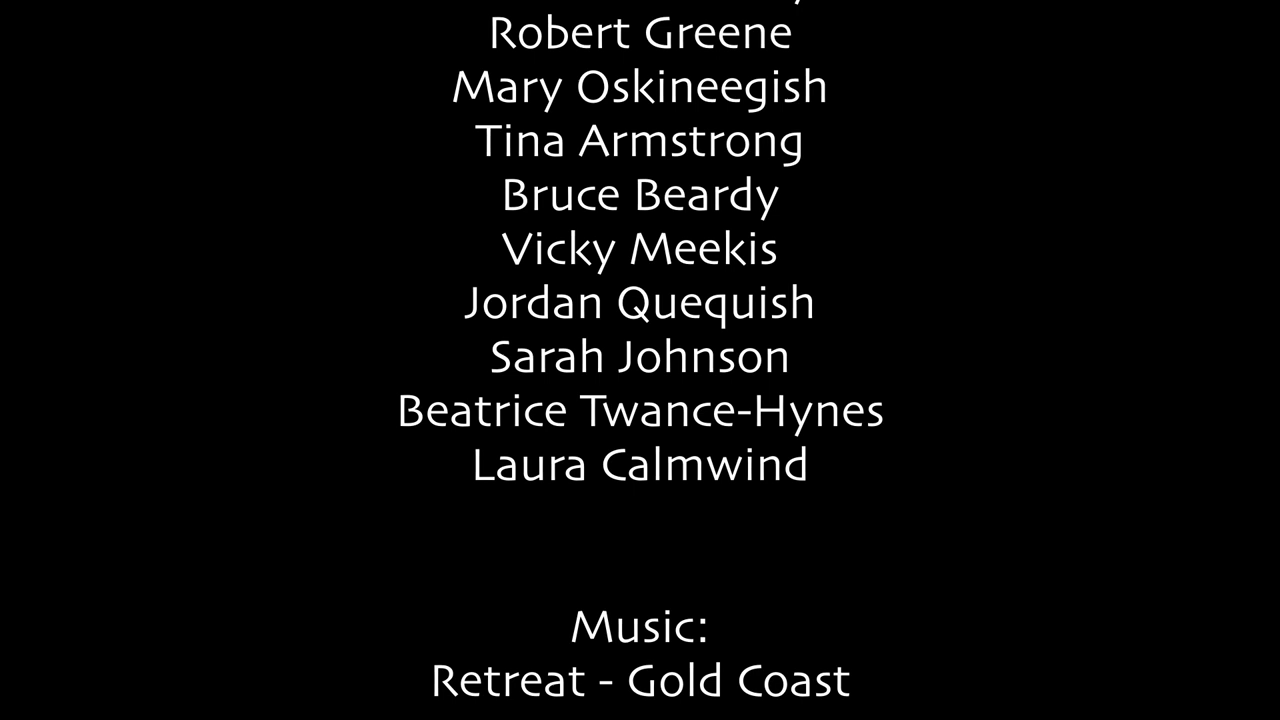 Robert Greene
Mary Oskineegish
Tina Armstrong
Bruce Beardy
Vicky Meekis
Jordan Quequish
Sarah Johnson
Beatrice Twance-Hynes
Laura Calmwind
Music:
Retreat - Gold Coast